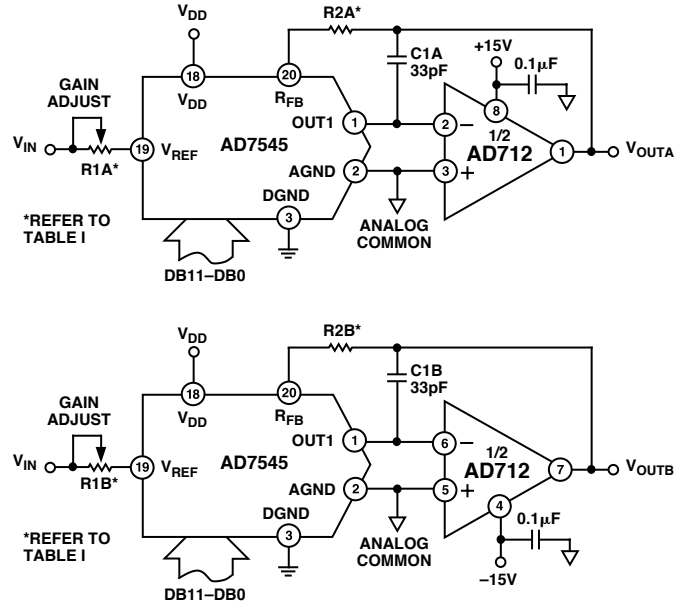 R2A*
V_DD
C1A
33pF
+15V
0.1µF
GAIN
ADJUST
18
V_DD
20
R_FB
8
V_IN
R1A*
19
V_REF
AD7545
OUT1
1
2
–
1/2
AD712
1
V_OUTA
AGND
2
3
+
DGND
3
ANALOG
COMMON
*REFER TO
TABLE I
DB11–DB0
R2B*
V_DD
C1B
33pF
GAIN
ADJUST
18
V_DD
20
R_FB
V_IN
R1B*
19
V_REF
AD7545
OUT1
1
6
–
1/2
AD712
7
V_OUTB
AGND
2
5
+
4
0.1µF
DGND
3
ANALOG
COMMON
–15V
*REFER TO
TABLE I
DB11–DB0